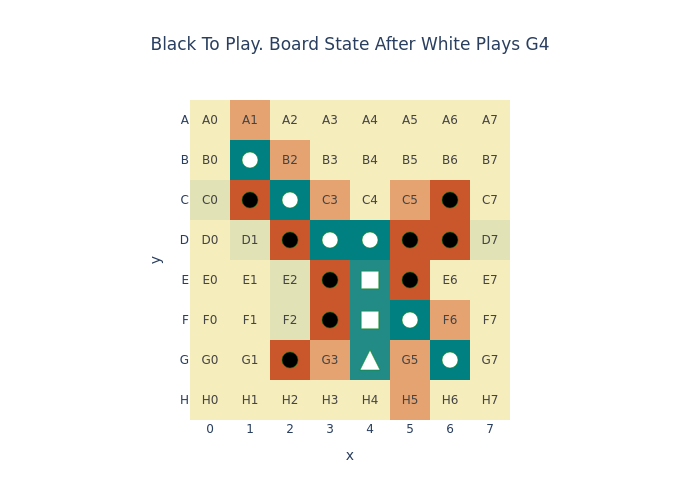 Black To Play. Board State After White Plays G4
A A0 A1 A2 A3 A4 A5 A6 A7
B B0 B2 B3 B4 B5 B6 B7
C C0 C3 C4 C5 C7
D D0 D1 D7
y
E E0 E1 E2 E6 E7
F F0 F1 F2 F6 F7
G G0 G1 G3 G5 G7
H H0 H1 H2 H3 H4 H5 H6 H7
0 1 2 3 4 5 6 7
x